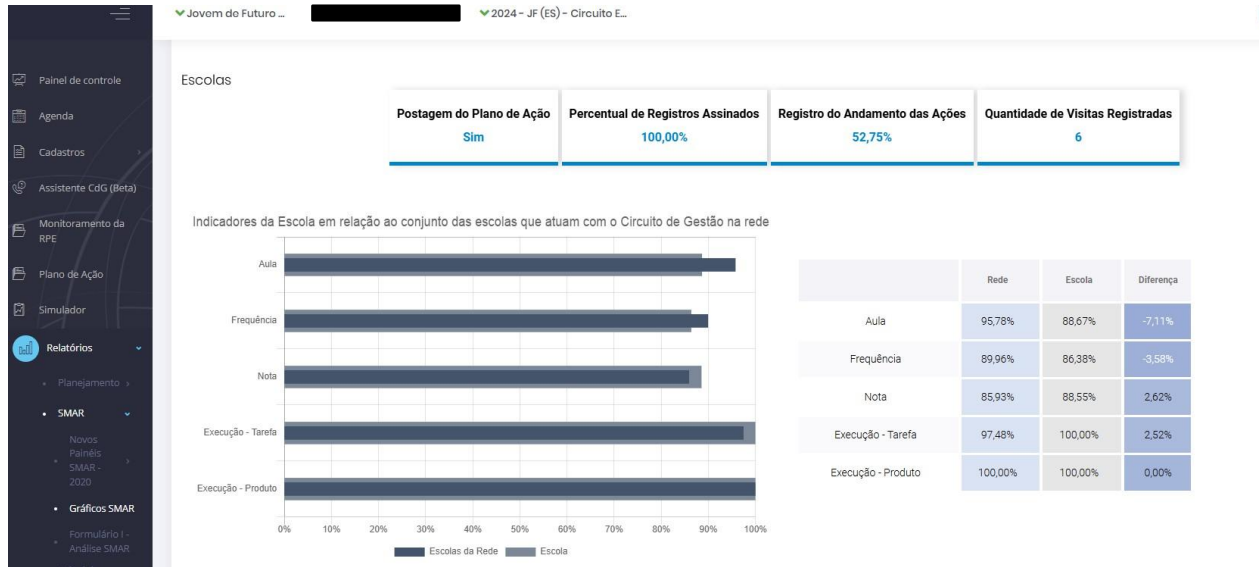 Jovem de Futuro ...
2024 - JF (ES) - Circuito E...
Painel de controle
Agenda
Cadastros
Assistente CdG (Beta)
Monitoramento da
RPE
Plano de Ação
Simulador
Relatórios
Planejamento
SMAR
Novos
Painéis
SMAR -
2020
Gráficos SMAR
Formulário I -
Análise SMAR
Escolas
Postagem do Plano de Ação
Sim
Percentual de Registros Assinados
100,00%
Registro do Andamento das Ações
52,75%
Quantidade de Visitas Registradas
6
Indicadores da Escola em relação ao conjunto das escolas que atuam com o Circuito de Gestão na rede
Aula
Frequência
Nota
Execução - Tarefa
Execução - Produto
0% 10% 20% 30% 40% 50% 60% 70% 80% 90% 100%
Escolas da Rede Escola
Rede Escola Diferença
Aula 95,78% 88,67% -7,11%
Frequência 89,96% 86,38% -3,58%
Nota 85,93% 88,55% 2,62%
Execução - Tarefa 97,48% 100,00% 2,52%
Execução - Produto 100,00% 100,00% 0,00%